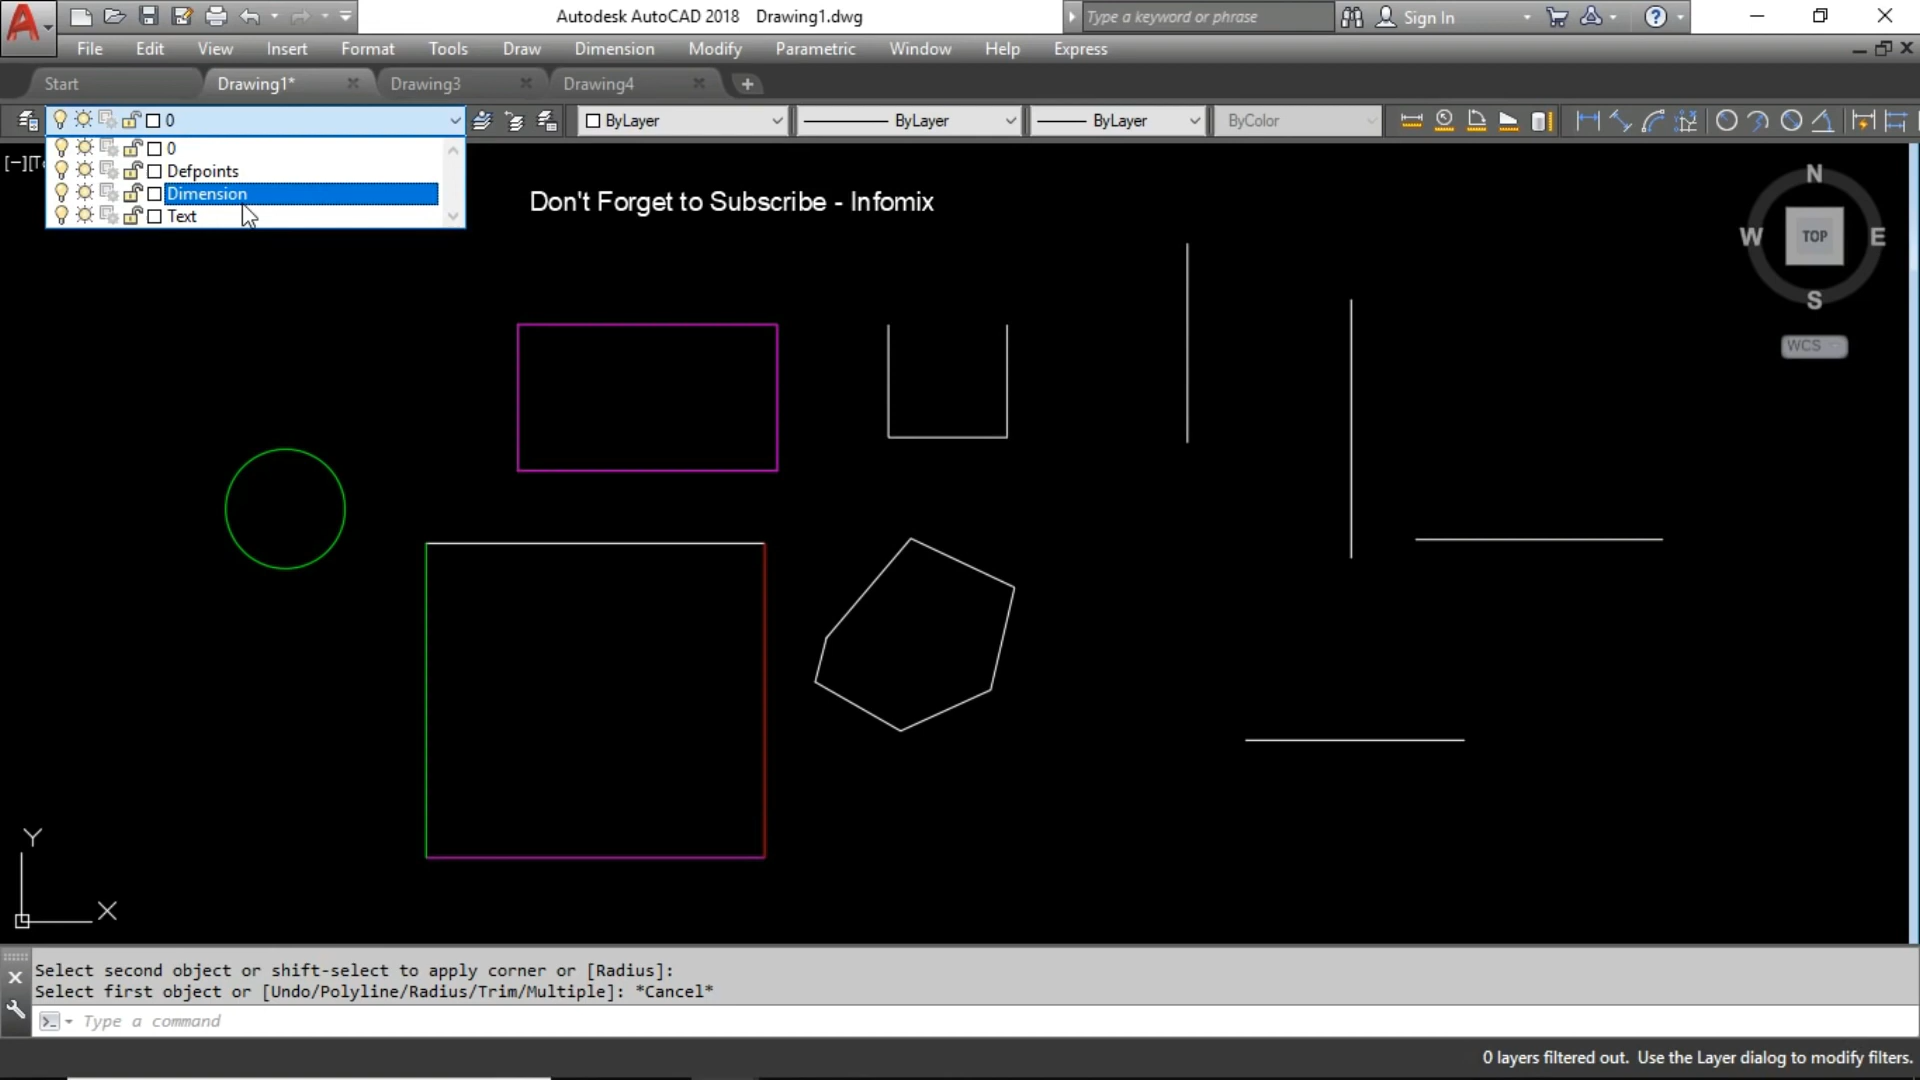 Autodesk AutoCAD 2018 Drawing1.dwg
Type a keyword or phrase
Sign In
File Edit View Insert Format Tools Draw Dimension Modify Parametric Window Help Express
Start Drawing1* Drawing3 Drawing4
0
ByLayer ByLayer ByLayer ByColor
0
Defpoints
Dimension
Text
[−][T
Don't Forget to Subscribe - Infomix
N
W TOP E
S
WCS
Y
X
Select second object or shift-select to apply corner or [Radius]:
Select first object or [Undo/Polyline/Radius/Trim/Multiple]: *Cancel*
Type a command
0 layers filtered out. Use the Layer dialog to modify filters.